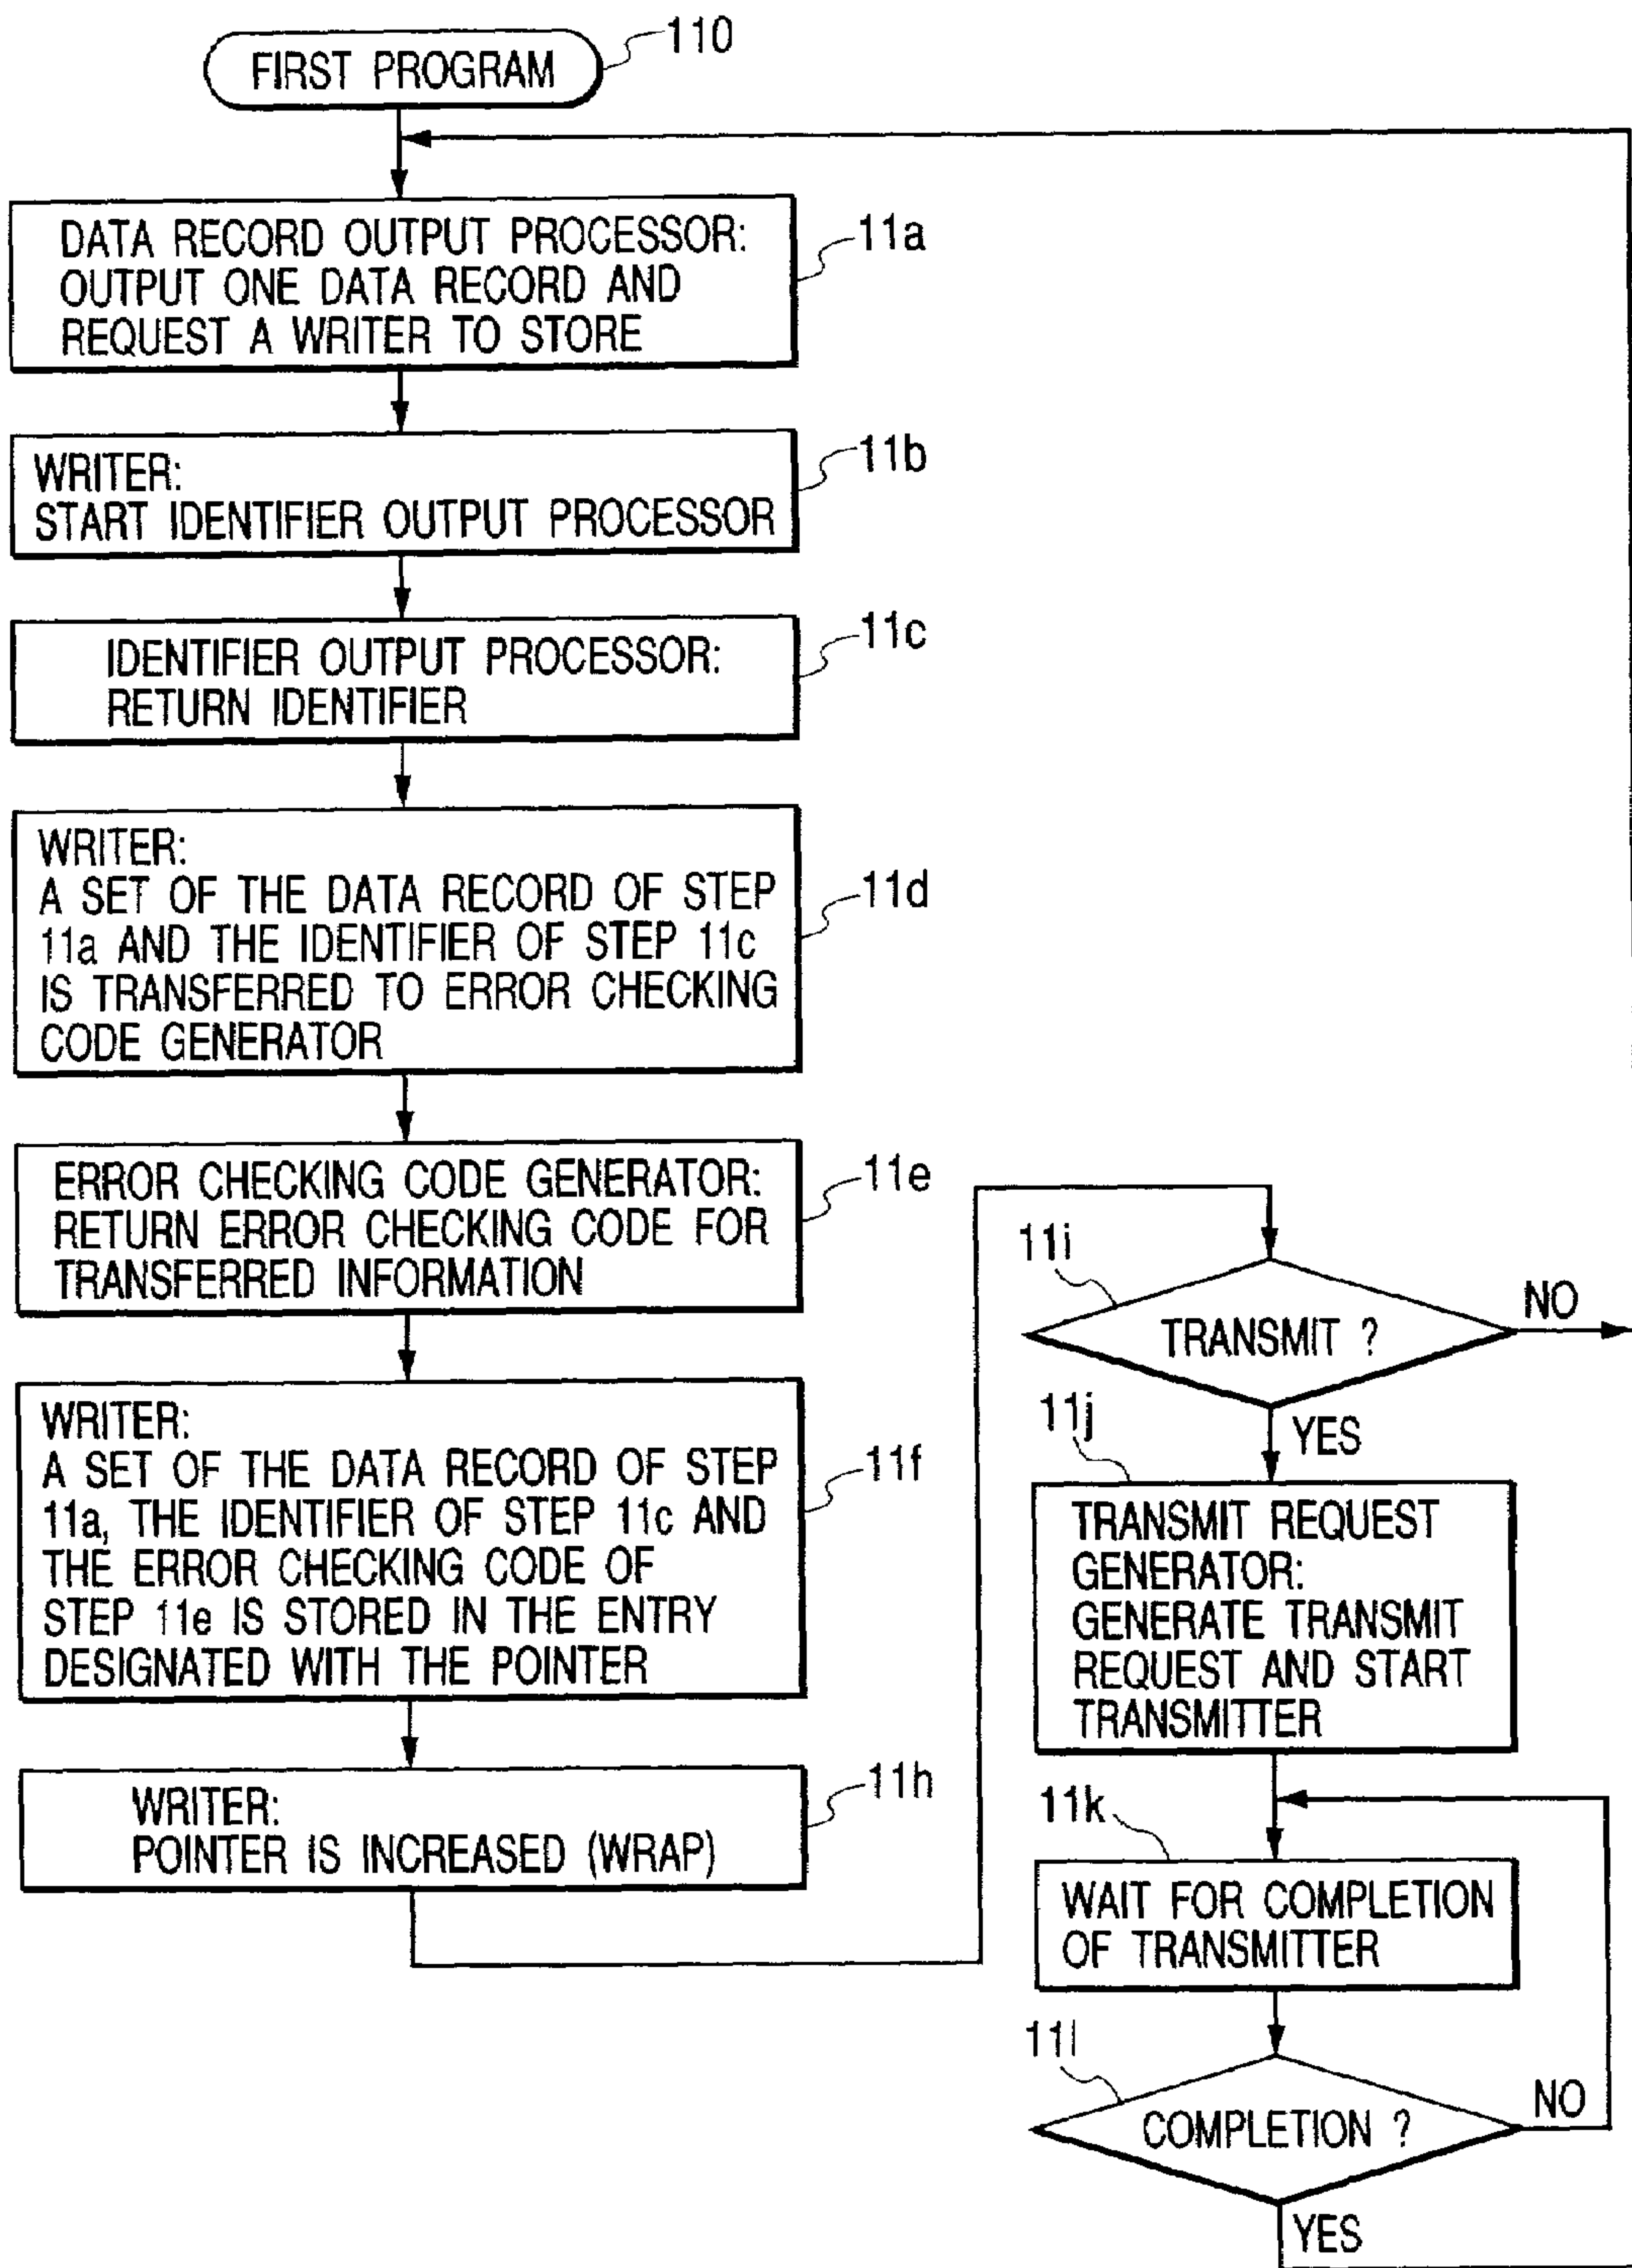 FIRST PROGRAM
110
DATA RECORD OUTPUT PROCESSOR:
OUTPUT ONE DATA RECORD AND
REQUEST A WRITER TO STORE
11a
WRITER:
START IDENTIFIER OUTPUT PROCESSOR
11b
IDENTIFIER OUTPUT PROCESSOR:
RETURN IDENTIFIER
11c
WRITER:
A SET OF THE DATA RECORD OF STEP
11a AND THE IDENTIFIER OF STEP 11c
IS TRANSFERRED TO ERROR CHECKING
CODE GENERATOR
11d
ERROR CHECKING CODE GENERATOR:
RETURN ERROR CHECKING CODE FOR
TRANSFERRED INFORMATION
11e
WRITER:
A SET OF THE DATA RECORD OF STEP
11a, THE IDENTIFIER OF STEP 11c AND
THE ERROR CHECKING CODE OF
STEP 11e IS STORED IN THE ENTRY
DESIGNATED WITH THE POINTER
11f
WRITER:
POINTER IS INCREASED (WRAP)
11h
11i
TRANSMIT ?
NO
YES
11j
TRANSMIT REQUEST
GENERATOR:
GENERATE TRANSMIT
REQUEST AND START
TRANSMITTER
11k
WAIT FOR COMPLETION
OF TRANSMITTER
11l
COMPLETION ?
NO
YES